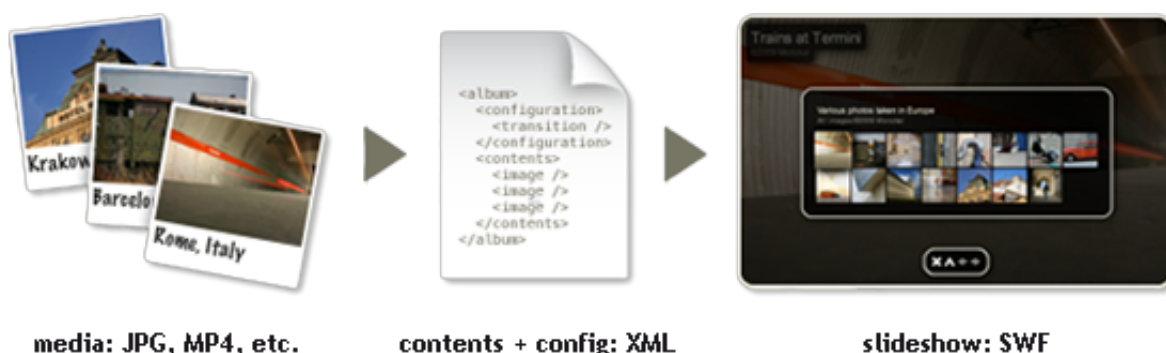 Krakow
Barcelo
Rome, Italy
<album>
<configuration>
<transition />
</configuration>
<contents>
<image />
<image />
<image />
</contents>
</album>
Trains at Termini
Various photos taken in Europe
media: JPG, MP4, etc.
contents + config: XML
slideshow: SWF